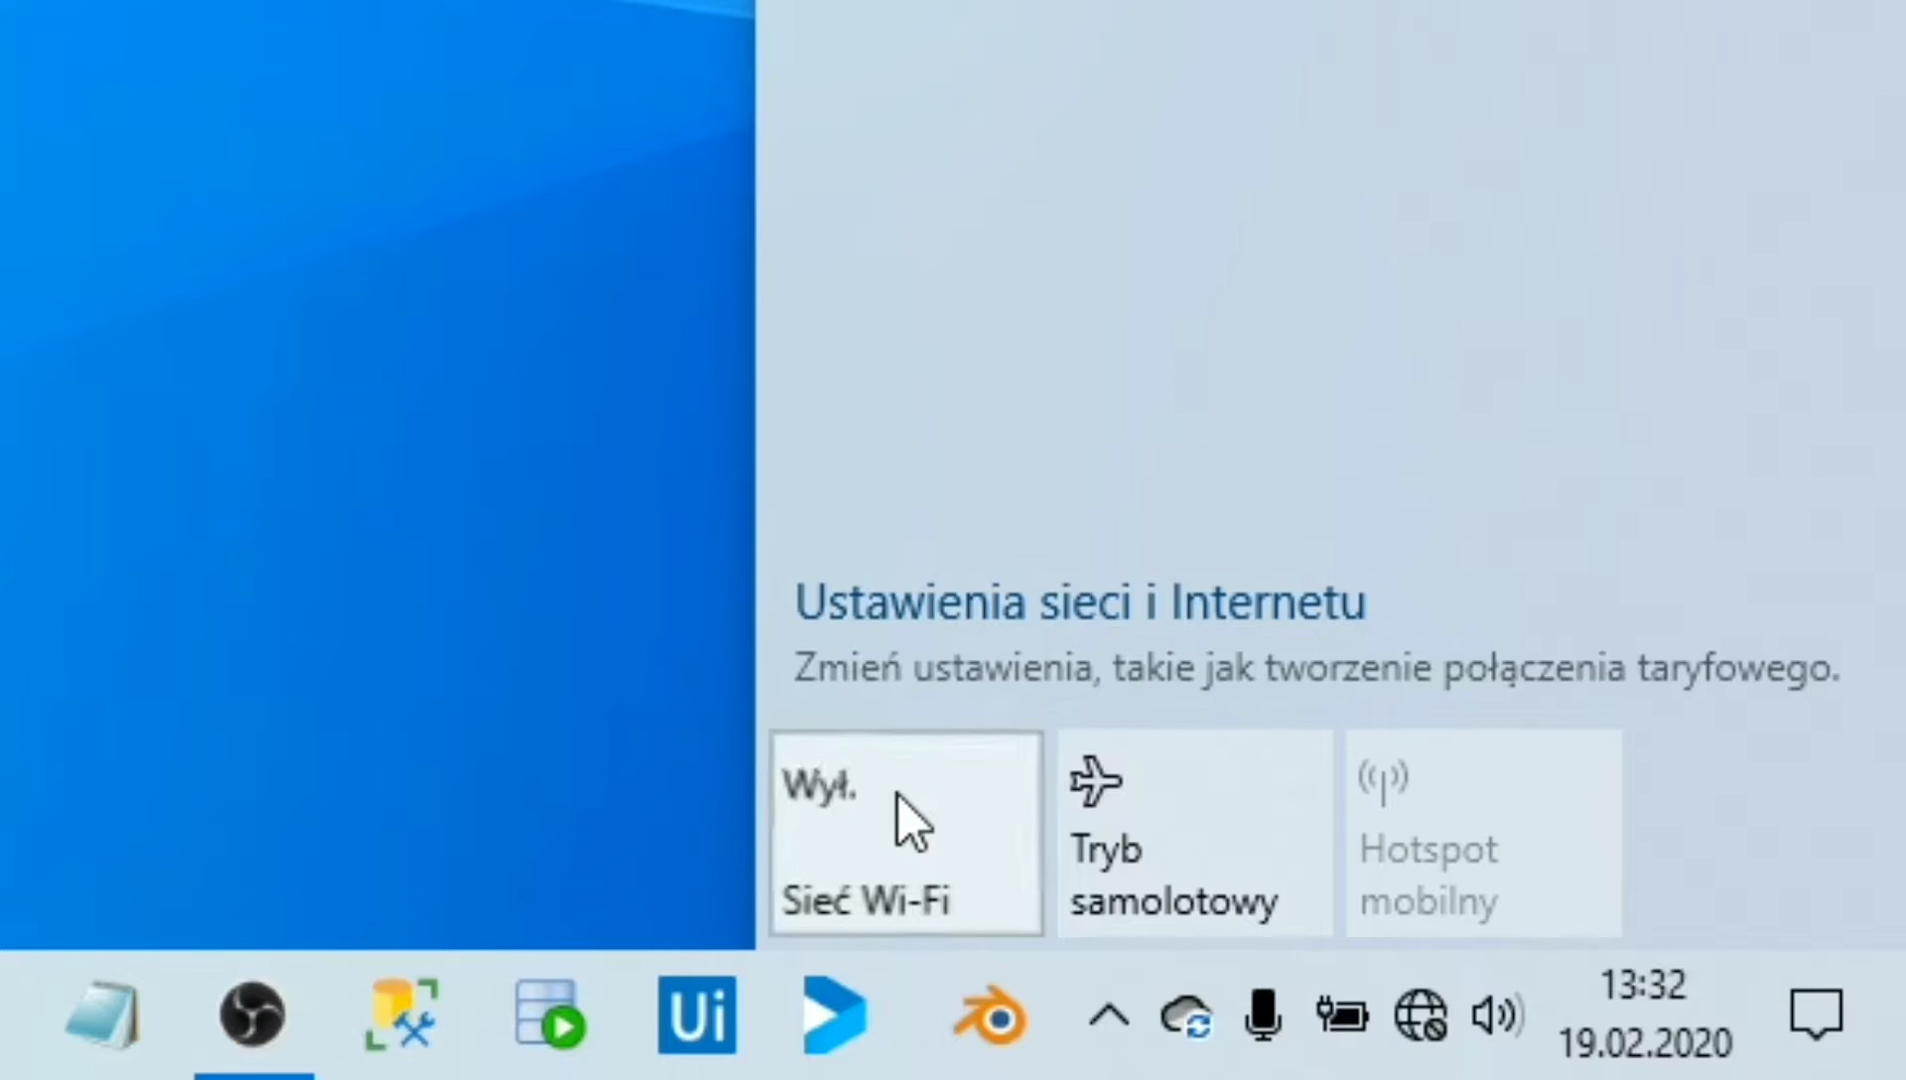 Ustawienia sieci i Internetu
Zmień ustawienia, takie jak tworzenie połączenia taryfowego.
Wył.
Sieć Wi-Fi
Tryb
samolotowy
Hotspot
mobilny
Ui
13:32
19.02.2020